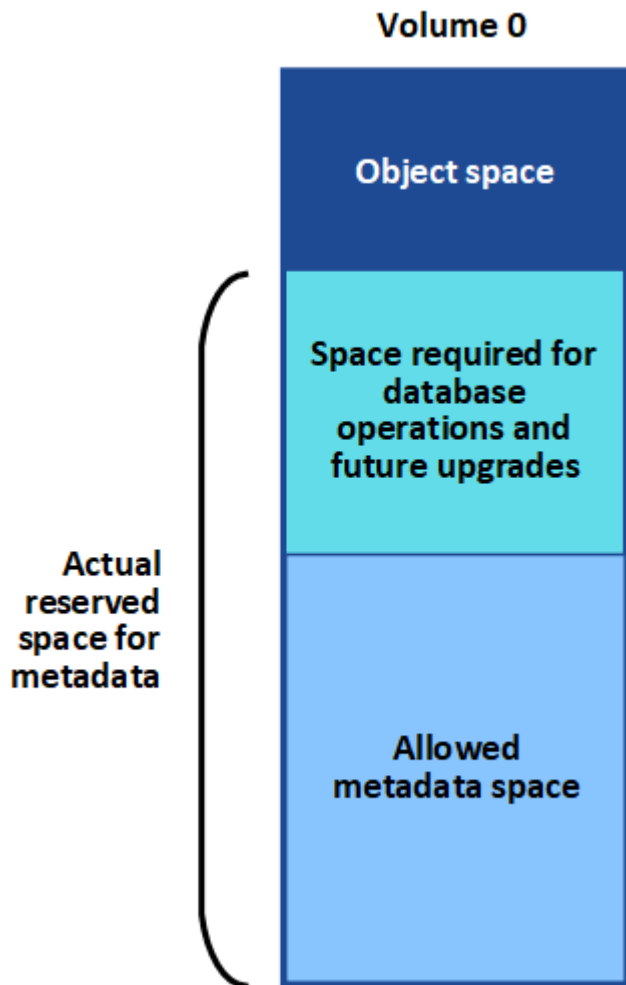 Volume 0
Object space
Space required for
database
operations and
future upgrades
Actual
reserved
space for
metadata
Allowed
metadata space